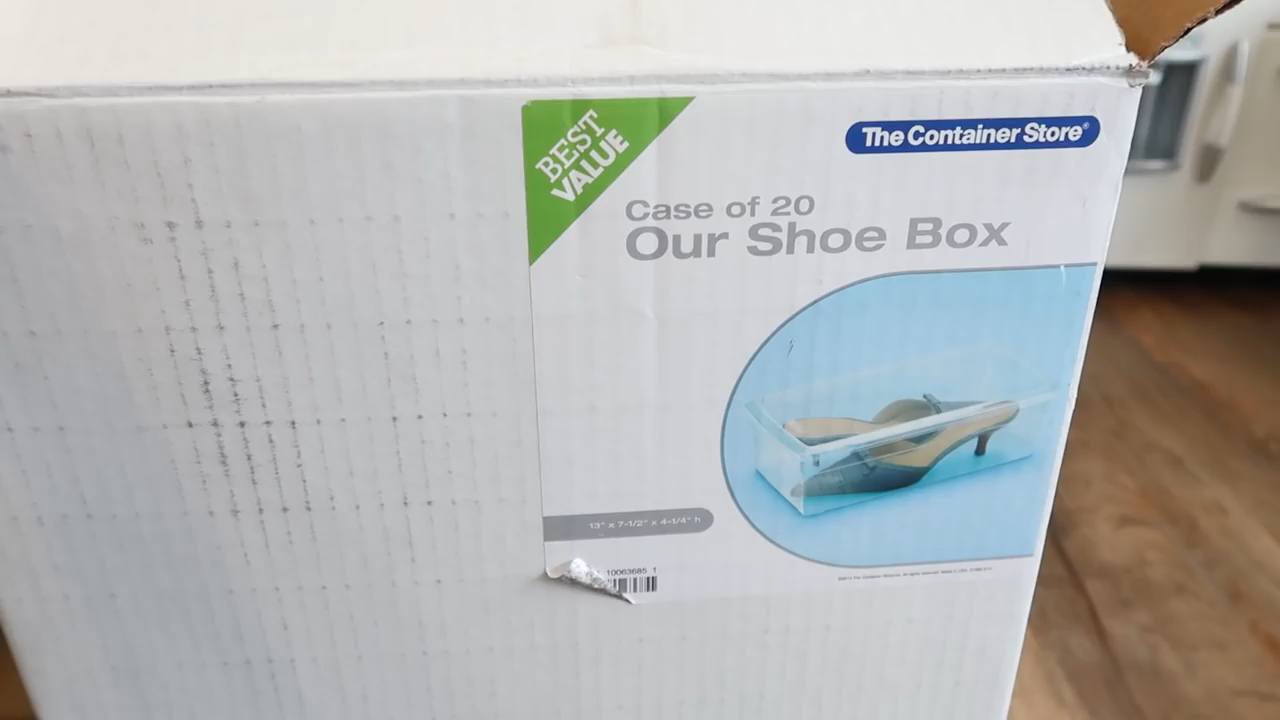 BEST
VALUE
The Container Store®
Case of 20
Our Shoe Box
13" x 7-1/2" x 4-1/4" h
10063685 1